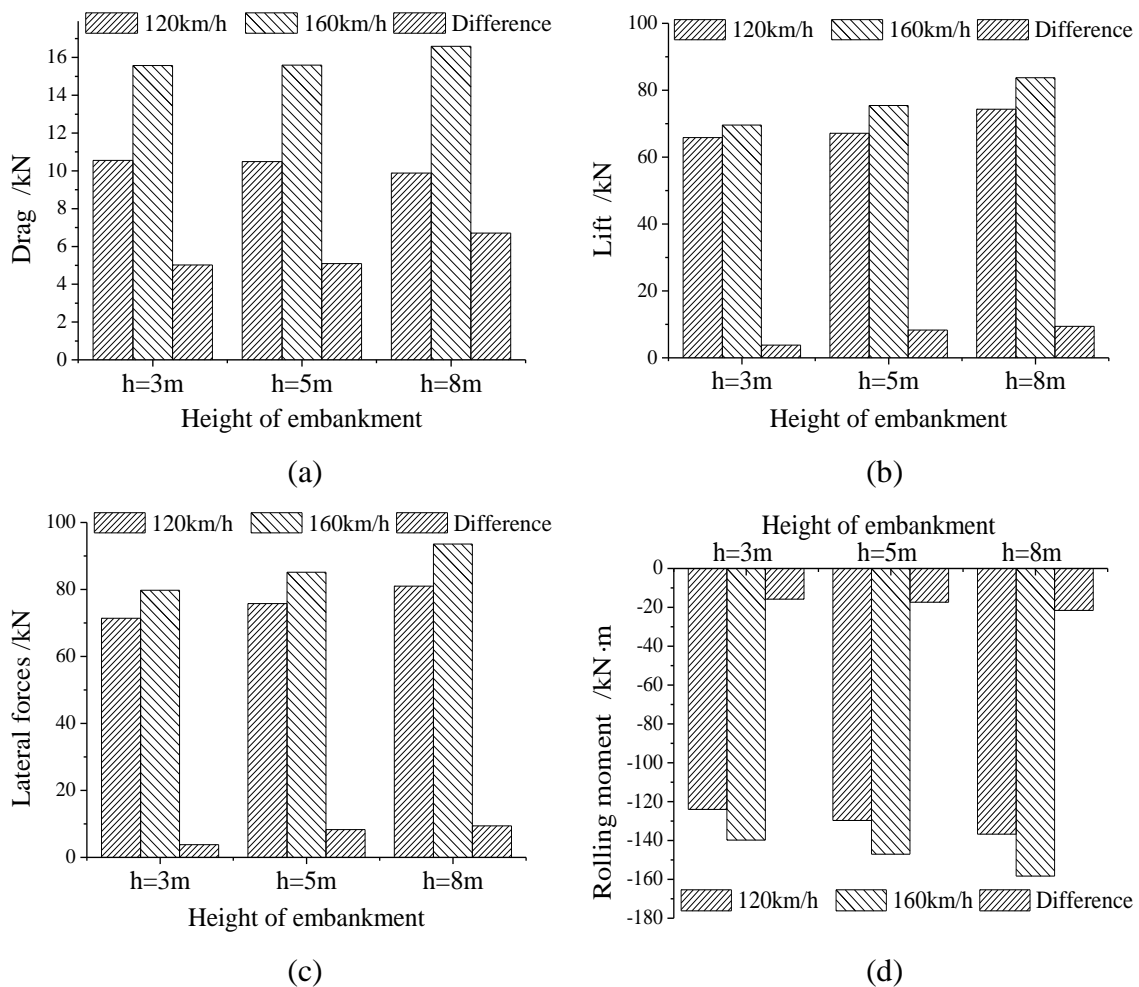 120km/h 160km/h Difference
16
14
12
10
8
6
4
2
0
Drag /kN
h=3m h=5m h=8m
Height of embankment
(a)
120km/h 160km/h Difference
100
80
60
40
20
0
Lift /kN
h=3m h=5m h=8m
Height of embankment
(b)
120km/h 160km/h Difference
100
80
60
40
20
0
Lateral forces /kN
h=3m h=5m h=8m
Height of embankment
(c)
Height of embankment
h=3m h=5m h=8m
0
-20
-40
-60
-80
-100
-120
-140
-160
-180
Rolling moment /kN·m
120km/h 160km/h Difference
(d)